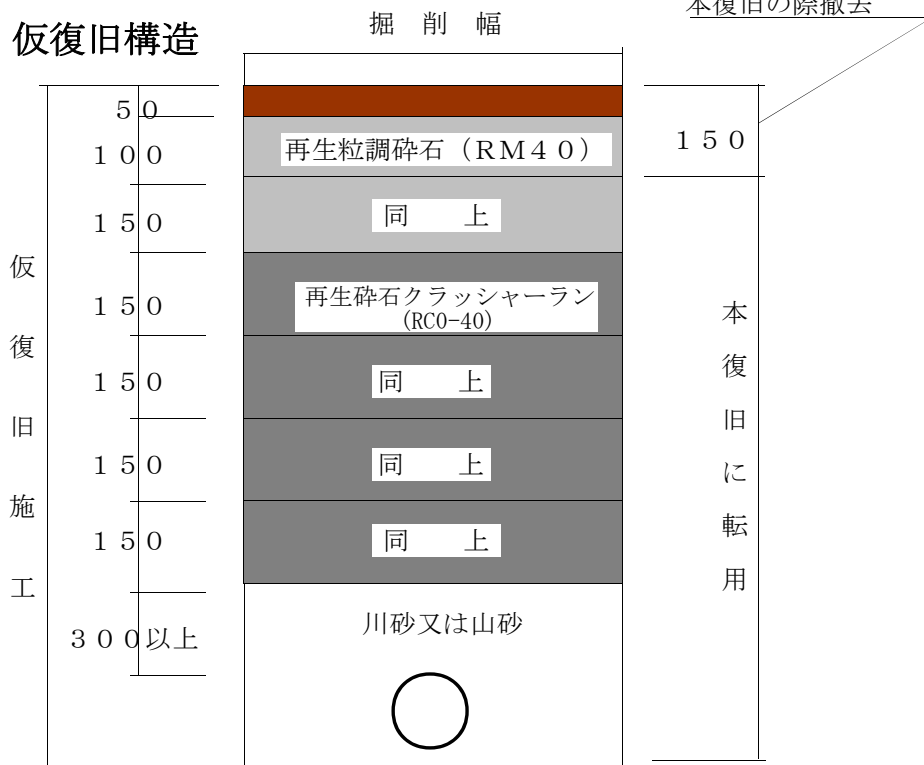 本復旧の際撤去
仮復旧構造
掘削幅
５０
１００
１５０
１５０
１５０
１５０
１５０
３００以上
仮復旧施工
再生粒調砕石（ＲＭ４０）
同　上
再生砕石クラッシャーラン
(RC0-40)
同　上
同　上
同　上
川砂又は山砂
１５０
本復旧に転用